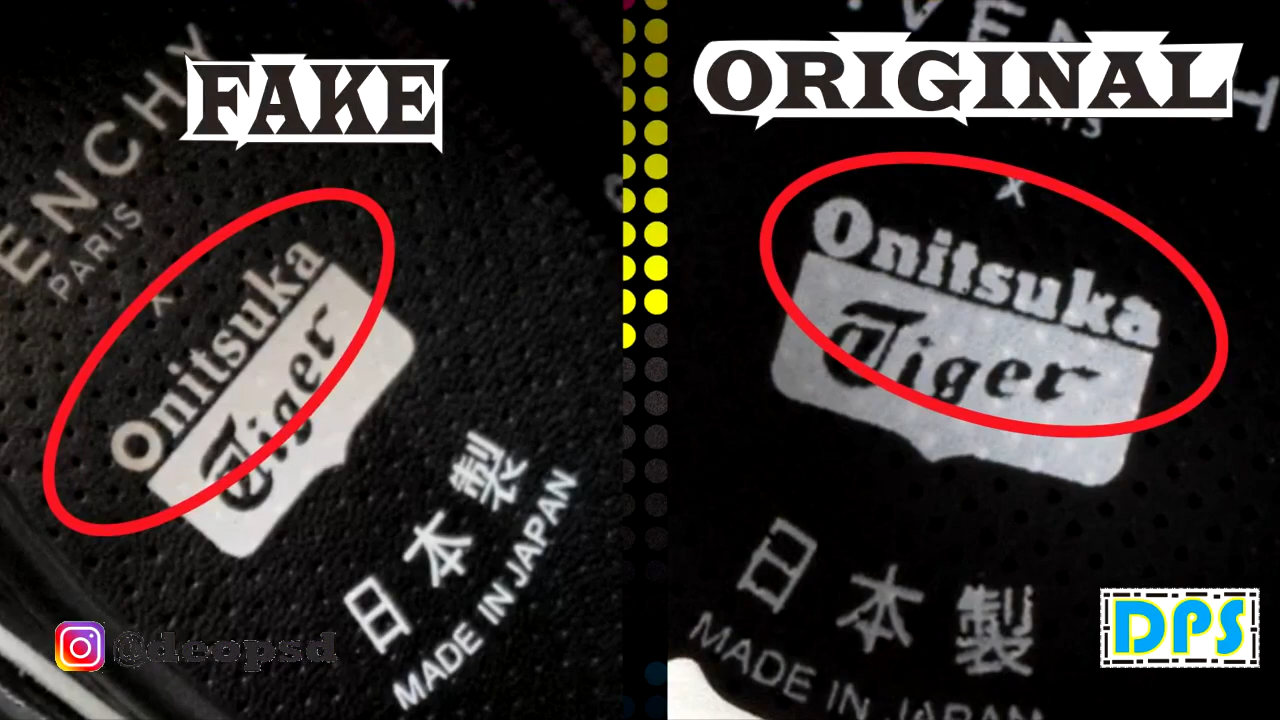 FAKE
ENCHY
PARIS
X
Onitsuka
Tiger
日本製
MADE IN JAPAN
@deopsd
ORIGINAL
X
Onitsuka
Tiger
日本製
MADE IN JAPAN
DPS